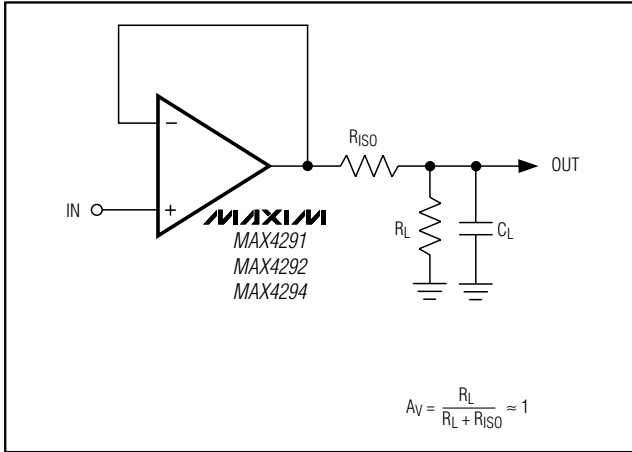 −
RISO
OUT
IN
+
MAXIM
RL
CL
MAX4291
MAX4292
MAX4294
AV = RL / (RL + RISO) ≈ 1